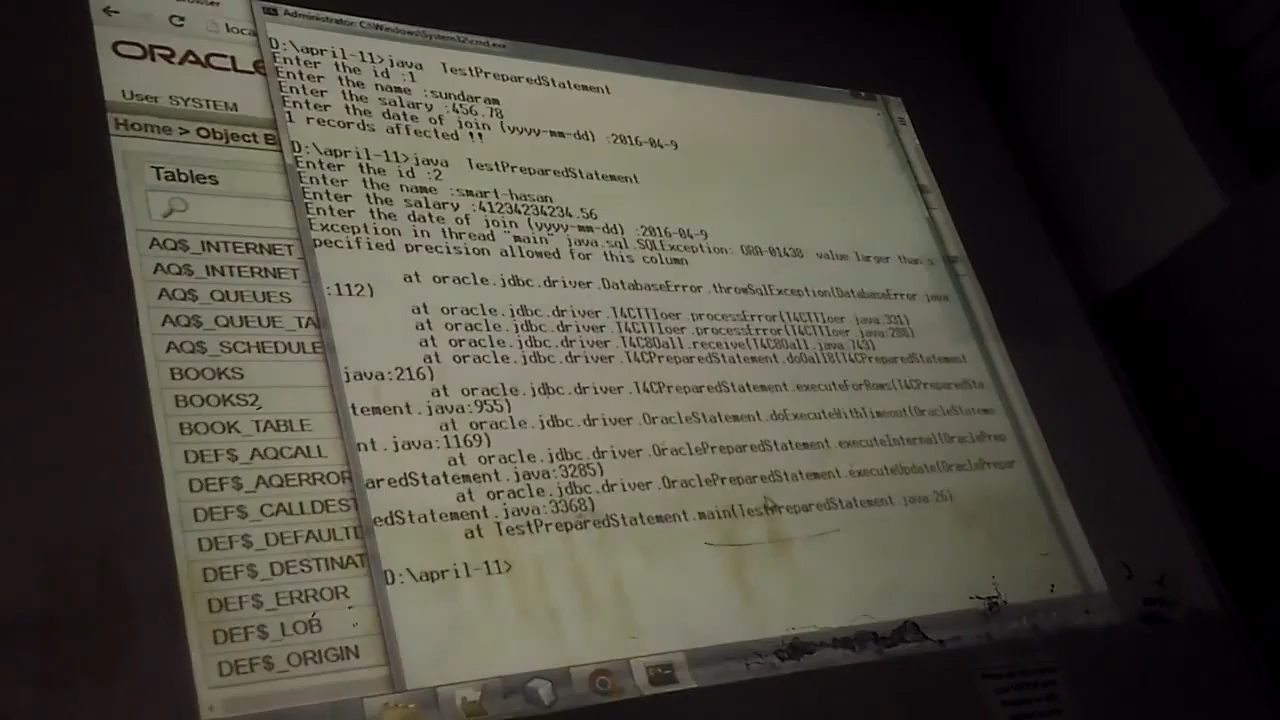 Administrator: C:\Windows\System32\cmd.exe
ORACLE
User SYSTEM
Home > Object B
Tables
AQ$_INTERNET_
AQ$_INTERNET
AQ$_QUEUES
AQ$_QUEUE_TA
AQ$_SCHEDULE
BOOKS
BOOKS2
BOOK_TABLE
DEF$_AQCALL
DEF$_AQERROR
DEF$_CALLDEST
DEF$_DEFAULTD
DEF$_DESTINAT
DEF$_ERROR
DEF$_LOB
DEF$_ORIGIN
D:\april-11>java TestPreparedStatement
Enter the id :1
Enter the name :sundaram
Enter the salary :456.78
Enter the date of join (yyyy-mm-dd) :2016-04-9
1 records affected !!
D:\april-11>java TestPreparedStatement
Enter the id :2
Enter the name :smart-hasan
Enter the salary :41234234234.56
Enter the date of join (yyyy-mm-dd) :2016-04-9
Exception in thread "main" java.sql.SQLException: ORA-01438: value larger than s
pecified precision allowed for this column
at oracle.jdbc.driver.DatabaseError.throwSqlException(DatabaseError.java
:112)
at oracle.jdbc.driver.T4CTTIoer.processError(T4CTTIoer.java:331)
at oracle.jdbc.driver.T4CTTIoer.processError(T4CTTIoer.java:288)
at oracle.jdbc.driver.T4C8Oall.receive(T4C8Oall.java:743)
at oracle.jdbc.driver.T4CPreparedStatement.doOall8(T4CPreparedStatement
.java:216)
at oracle.jdbc.driver.T4CPreparedStatement.executeForRows(T4CPreparedSta
tement.java:955)
at oracle.jdbc.driver.OracleStatement.doExecuteWithTimeout(OracleStateme
nt.java:1169)
at oracle.jdbc.driver.OraclePreparedStatement.executeInternal(OraclePrep
aredStatement.java:3285)
at oracle.jdbc.driver.OraclePreparedStatement.executeUpdate(OraclePrepar
edStatement.java:3368)
at TestPreparedStatement.main(TestPreparedStatement.java:26)
D:\april-11>